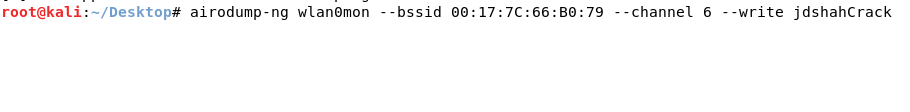 root@kali:~/Desktop# airodump-ng wlan0mon --bssid 00:17:7C:66:B0:79 --channel 6 --write jdshahCrack